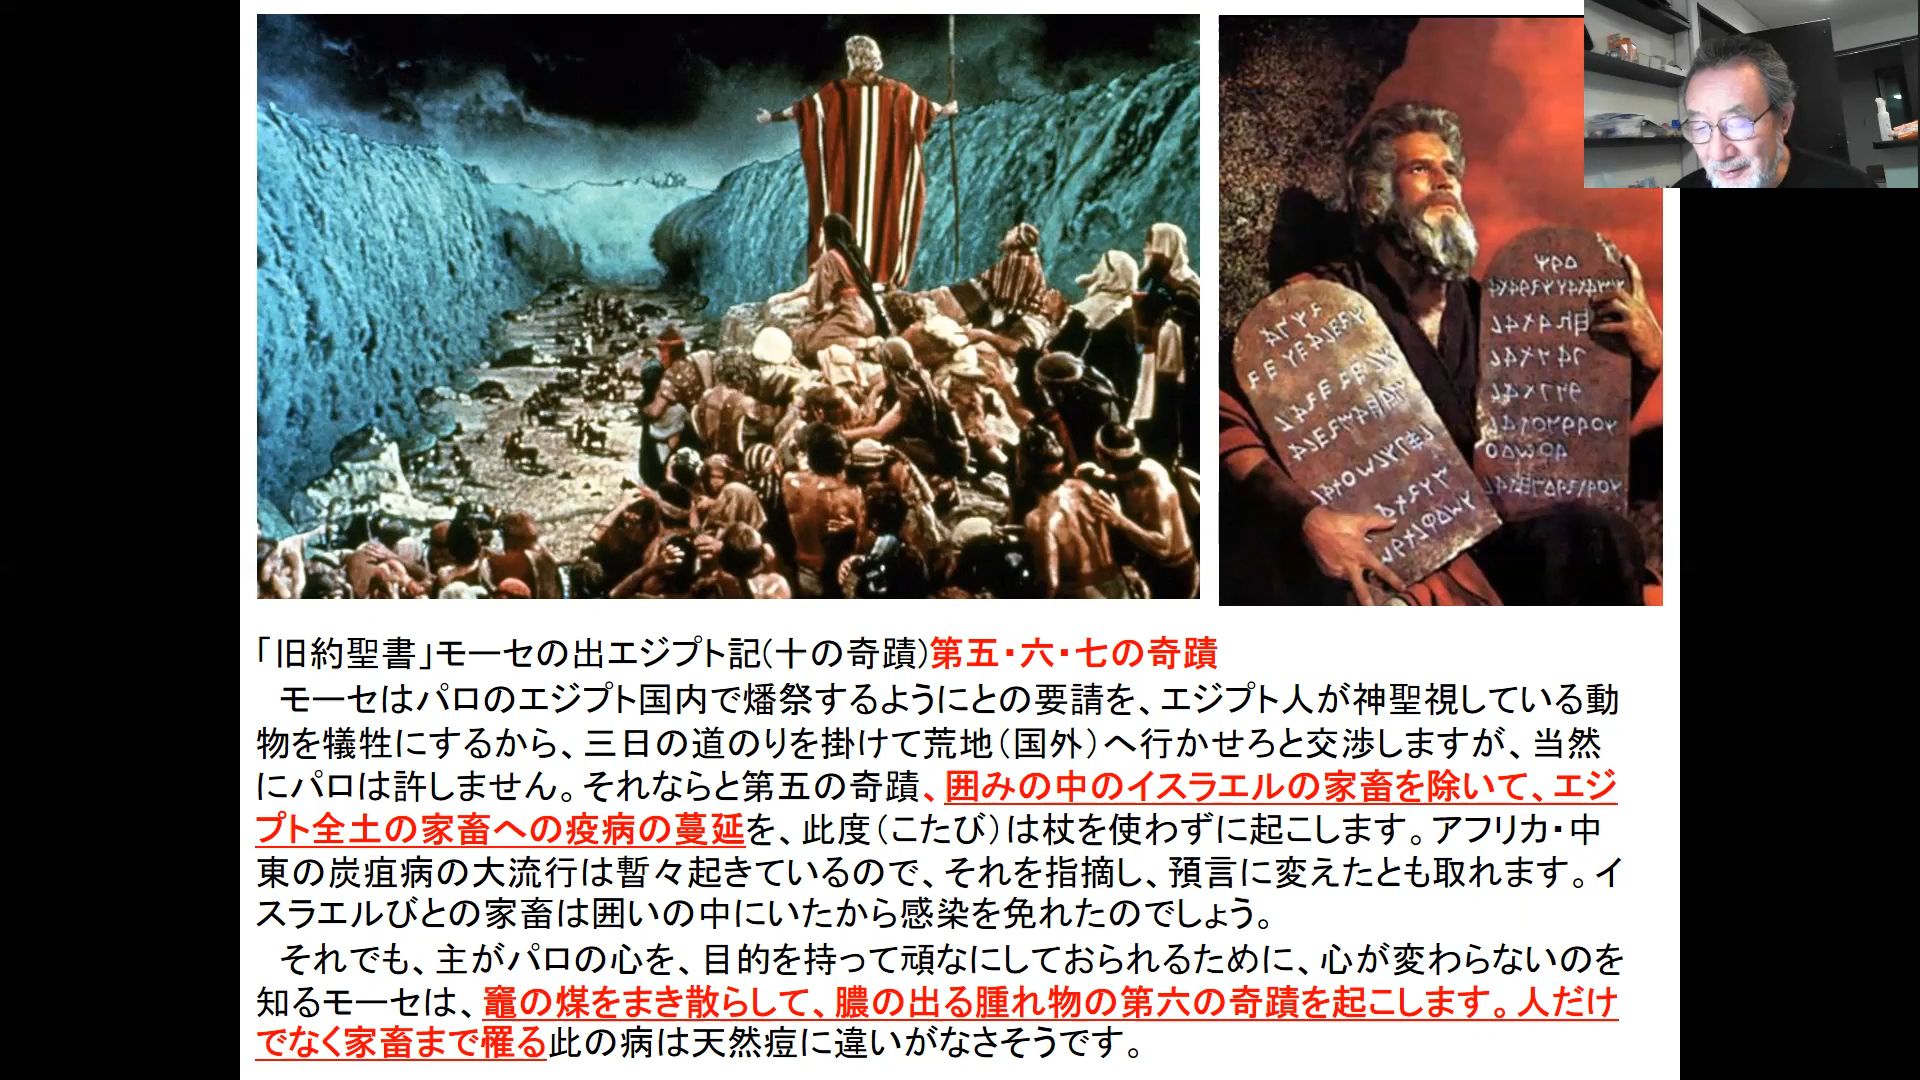 「旧約聖書」モーセの出エジプト記(十の奇蹟)第五・六・七の奇蹟
モーセはパロのエジプト国内で燔祭するようにとの要請を、エジプト人が神聖視している動
物を犠牲にするから、三日の道のりを掛けて荒地（国外）へ行かせろと交渉しますが、当然
にパロは許しません。それならと第五の奇蹟、囲みの中のイスラエルの家畜を除いて、エジ
プト全土の家畜への疫病の蔓延を、此度（こたび）は杖を使わずに起こします。アフリカ・中
東の炭疽病の大流行は暫々起きているので、それを指摘し、預言に変えたとも取れます。イ
スラエルびとの家畜は囲いの中にいたから感染を免れたのでしょう。
それでも、主がパロの心を、目的を持って頑なにしておられるために、心が変わらないのを
知るモーセは、竈の煤をまき散らして、膿の出る腫れ物の第六の奇蹟を起こします。人だけ
でなく家畜まで罹る此の病は天然痘に違いがなさそうです。